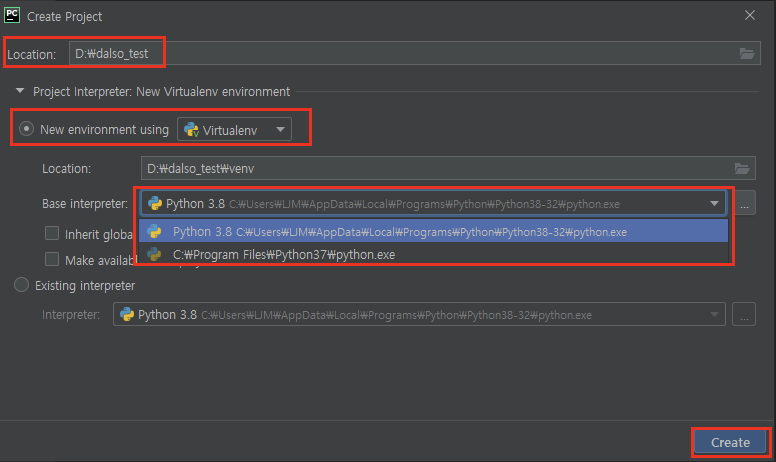 PC Create Project
Location: D:₩dalso_test
Project Interpreter: New Virtualenv environment
New environment using Virtualenv
Location: D:₩dalso_test₩venv
Base interpreter: Python 3.8 C:₩Users₩LJM₩AppData₩Local₩Programs₩Python₩Python38-32₩python.exe ...
Python 3.8 C:₩Users₩LJM₩AppData₩Local₩Programs₩Python₩Python38-32₩python.exe
Inherit globa
C:₩Program Files₩Python37₩python.exe
Make availab
Existing interpreter
Interpreter: Python 3.8 C:₩Users₩LJM₩AppData₩Local₩Programs₩Python₩Python38-32₩python.exe ...
Create